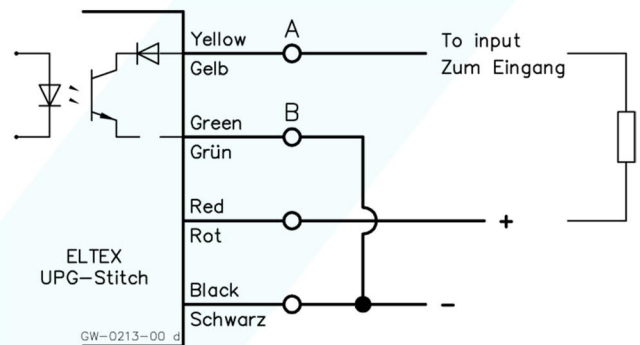 Yellow
Gelb
A
To input
Zum Eingang
Green
Grün
B
Red
Rot
+
ELTEX
UPG-Stitch
Black
Schwarz
-
GW-0213-00 d